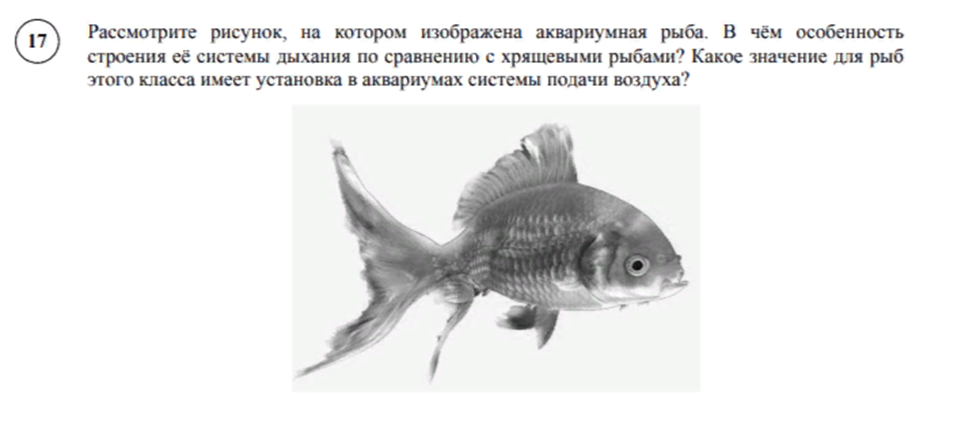 17
Рассмотрите рисунок, на котором изображена аквариумная рыба. В чём особенность
строения её системы дыхания по сравнению с хрящевыми рыбами? Какое значение для рыб
этого класса имеет установка в аквариумах системы подачи воздуха?